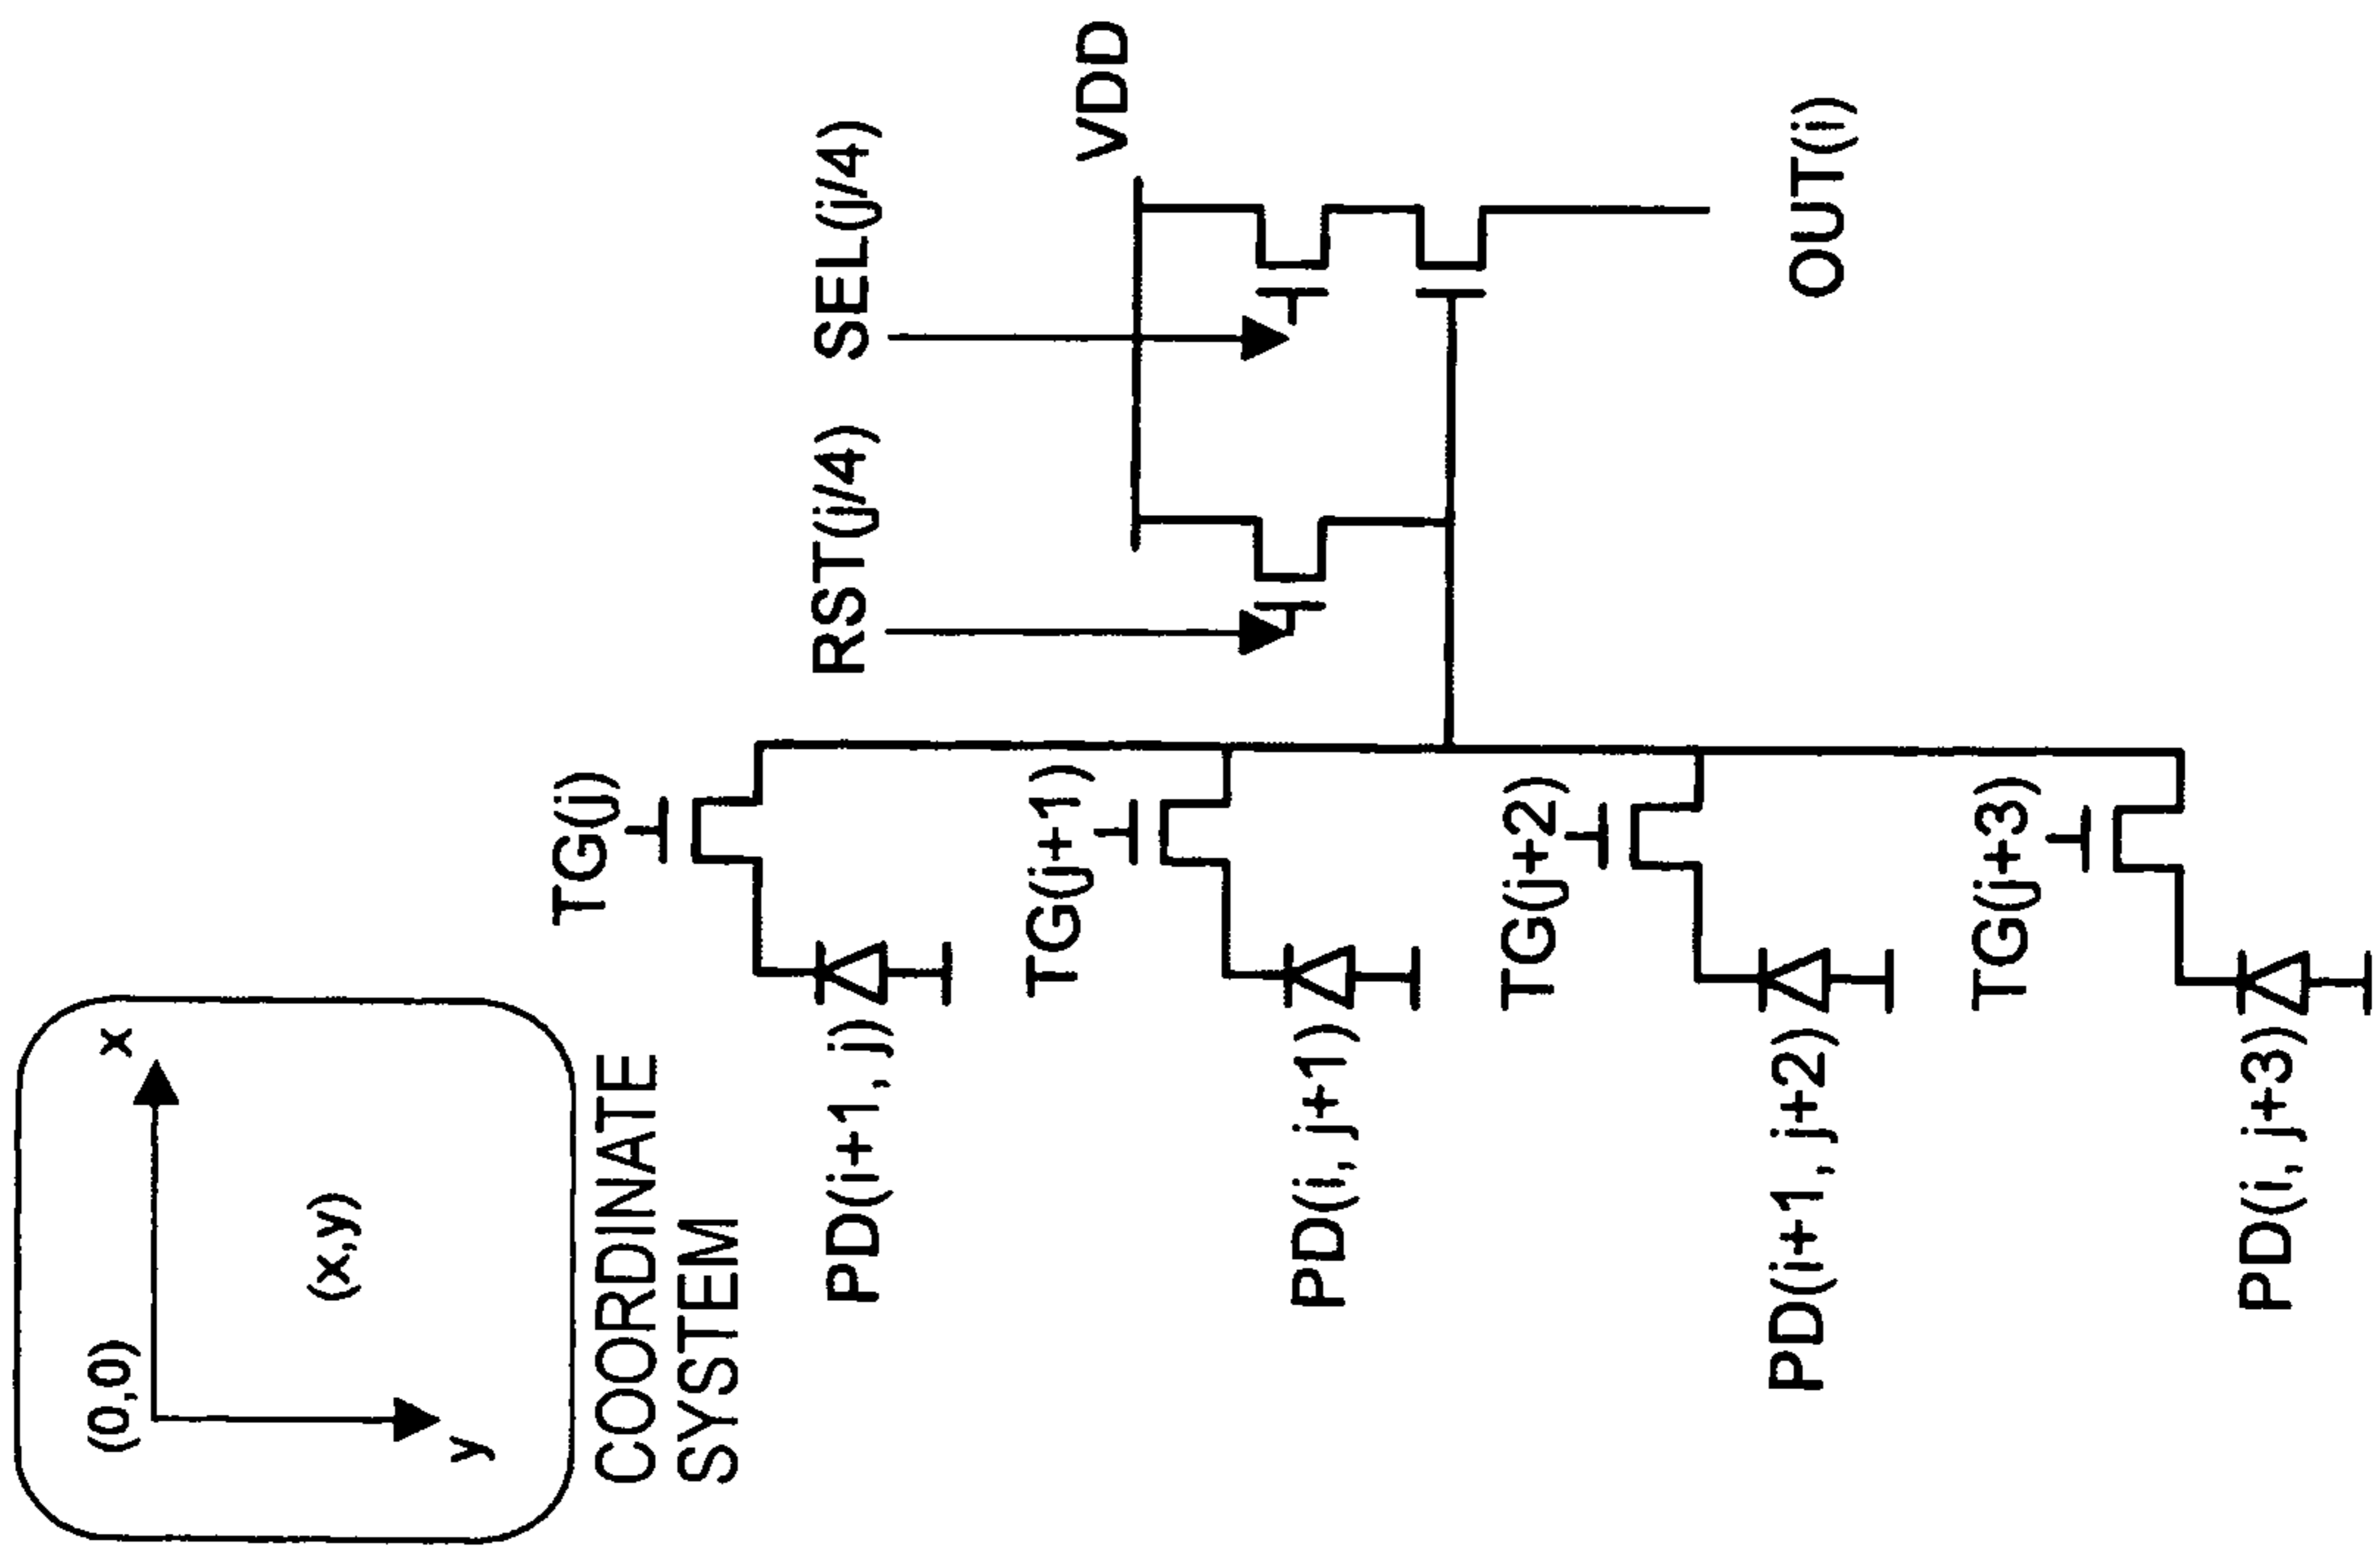 (0,0)
x
(x,y)
y
COORDINATE
SYSTEM
TG(j)
PD(i+1, j)
TG(j+1)
PD(i, j+1)
TG(j+2)
PD(i+1, j+2)
TG(j+3)
PD(i, j+3)
RST(j/4)
SEL(j/4)
VDD
OUT(i)